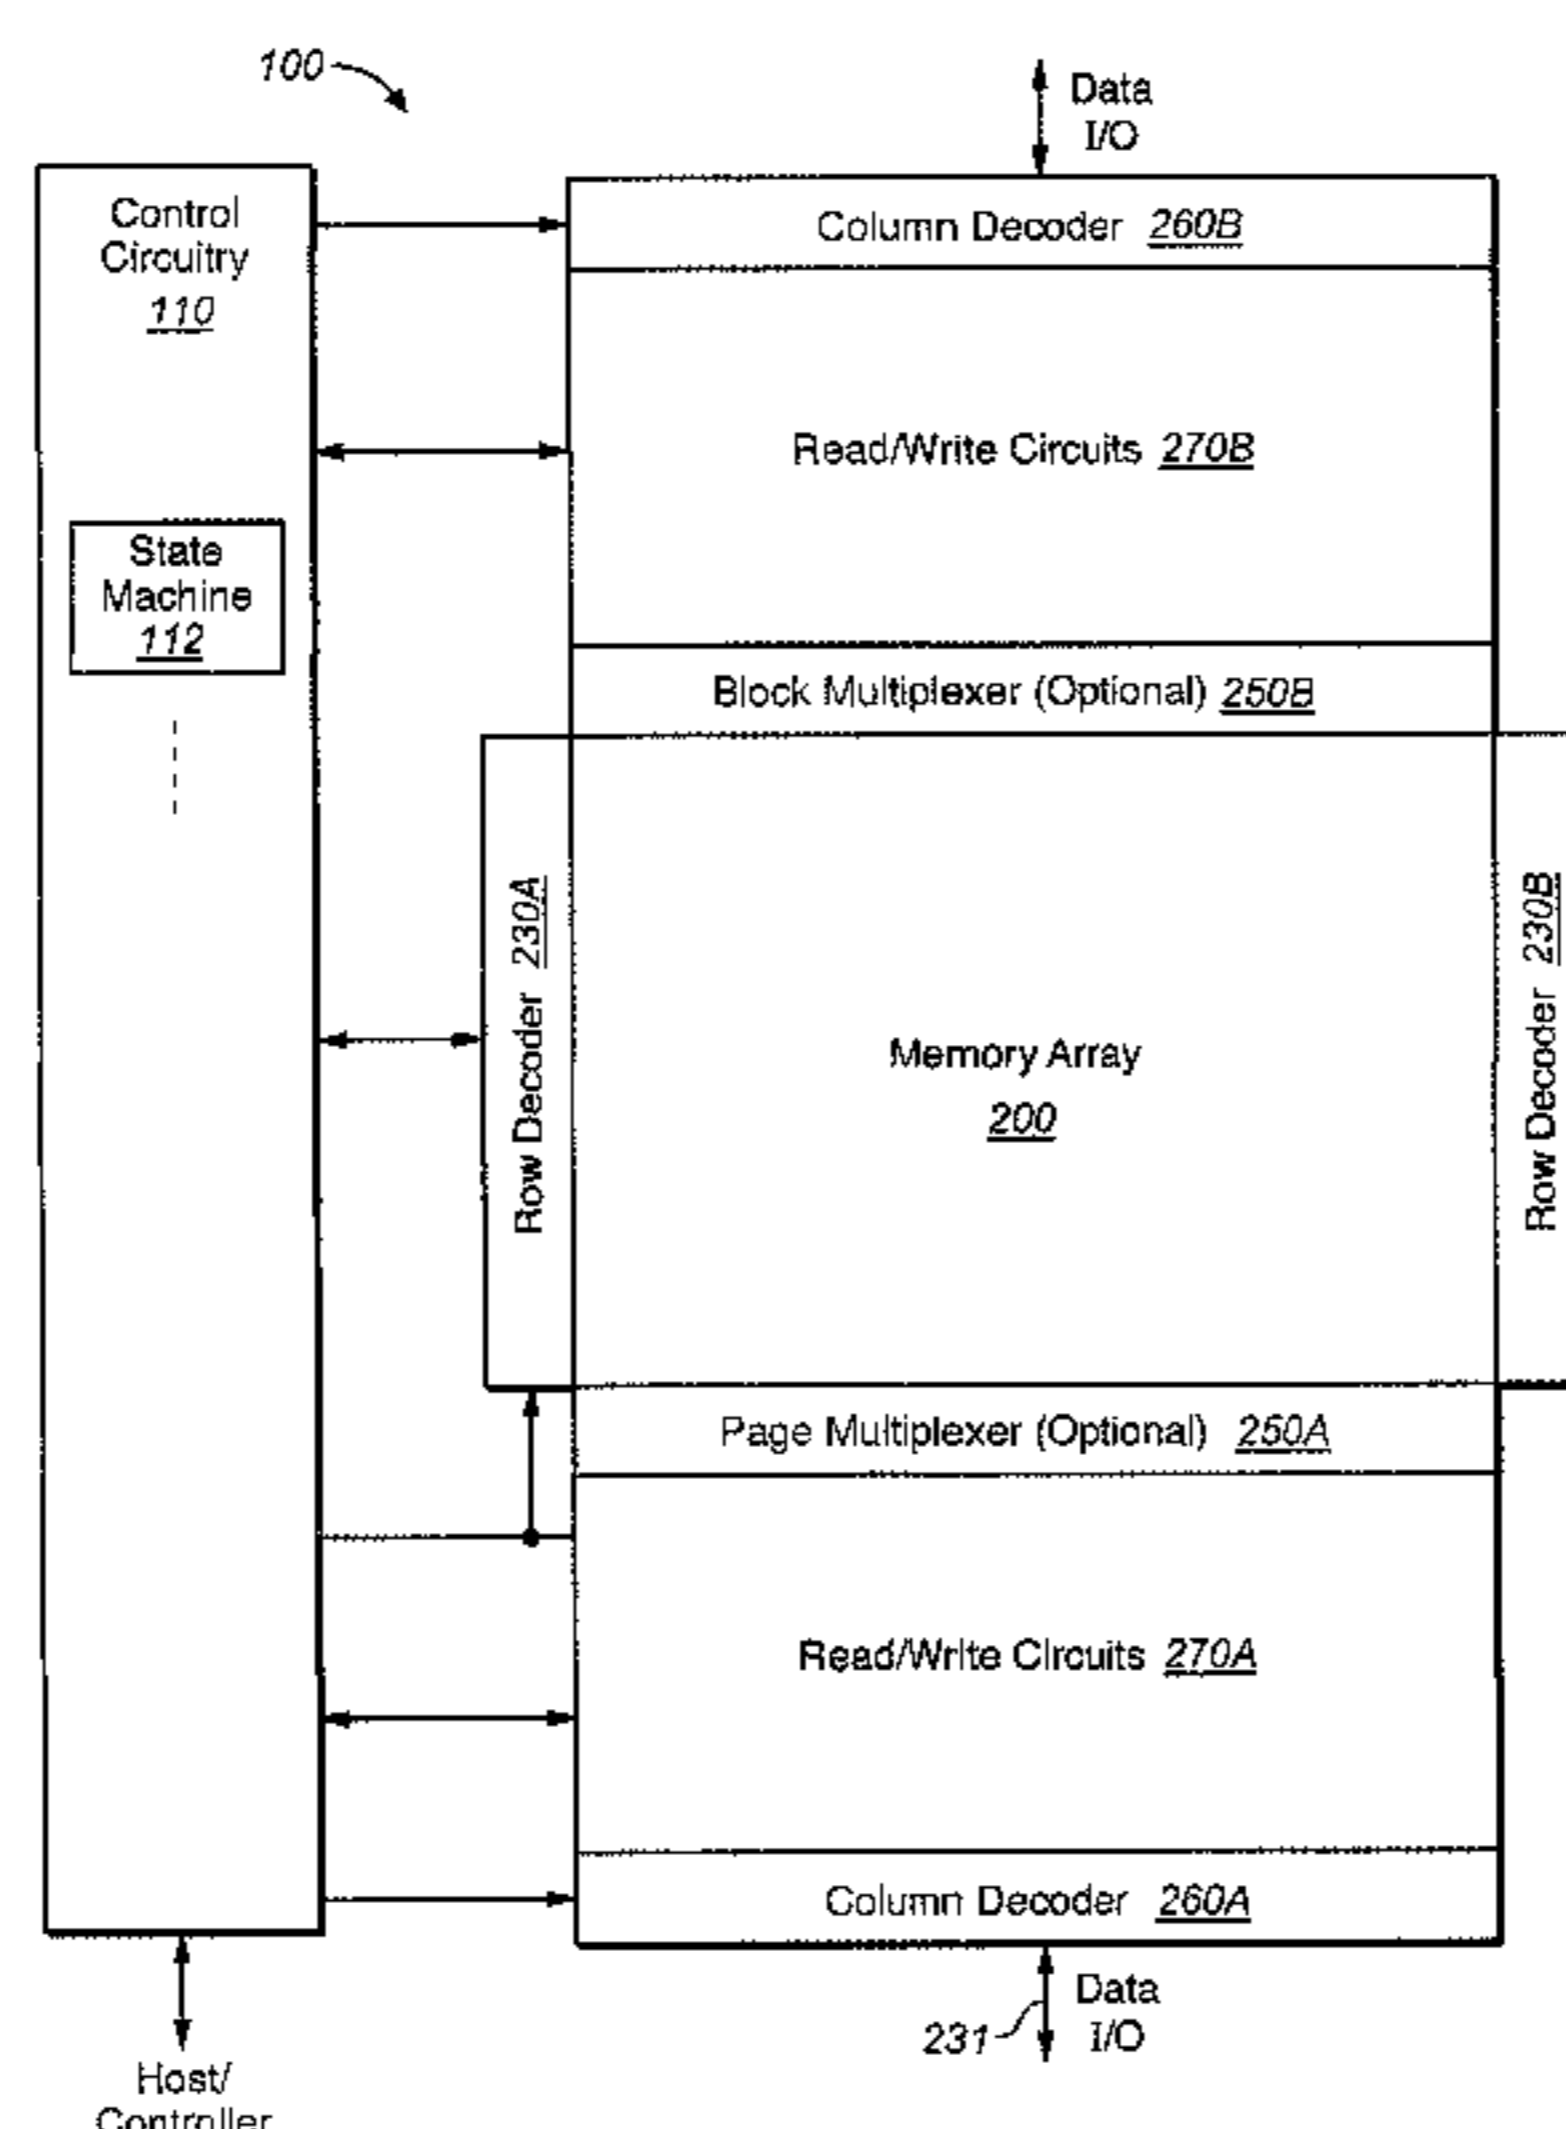 100
Data
I/O
Control
Circuitry
110
Column Decoder 260B
Read/Write Circuits 270B
State
Machine
112
Block Multiplexer (Optional) 250B
Row Decoder 230A
Memory Array
200
Row Decoder 230B
Page Multiplexer (Optional) 250A
Read/Write Circuits 270A
Column Decoder 260A
231
Data
I/O
Host/
Controller